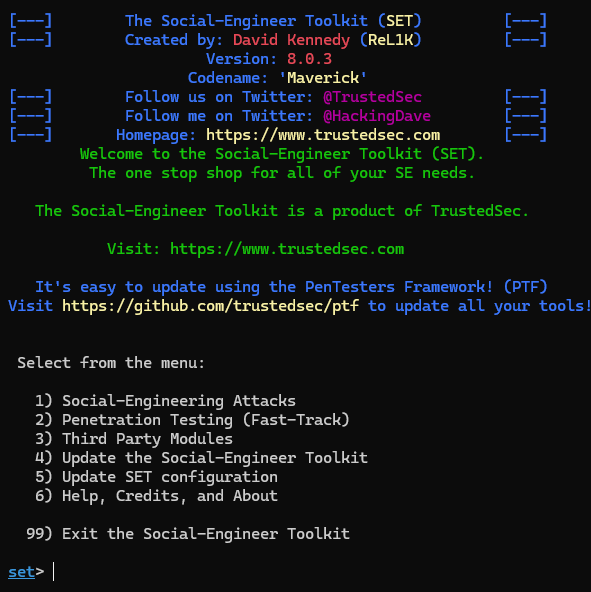 [---] The Social-Engineer Toolkit (SET) [---]
[---] Created by: David Kennedy (ReL1K) [---]
Version: 8.0.3
Codename: 'Maverick'
[---] Follow us on Twitter: @TrustedSec [---]
[---] Follow me on Twitter: @HackingDave [---]
[---] Homepage: https://www.trustedsec.com [---]
Welcome to the Social-Engineer Toolkit (SET).
The one stop shop for all of your SE needs.
The Social-Engineer Toolkit is a product of TrustedSec.
Visit: https://www.trustedsec.com
It's easy to update using the PenTesters Framework! (PTF)
Visit https://github.com/trustedsec/ptf to update all your tools!
Select from the menu:
1) Social-Engineering Attacks
2) Penetration Testing (Fast-Track)
3) Third Party Modules
4) Update the Social-Engineer Toolkit
5) Update SET configuration
6) Help, Credits, and About
99) Exit the Social-Engineer Toolkit
set>